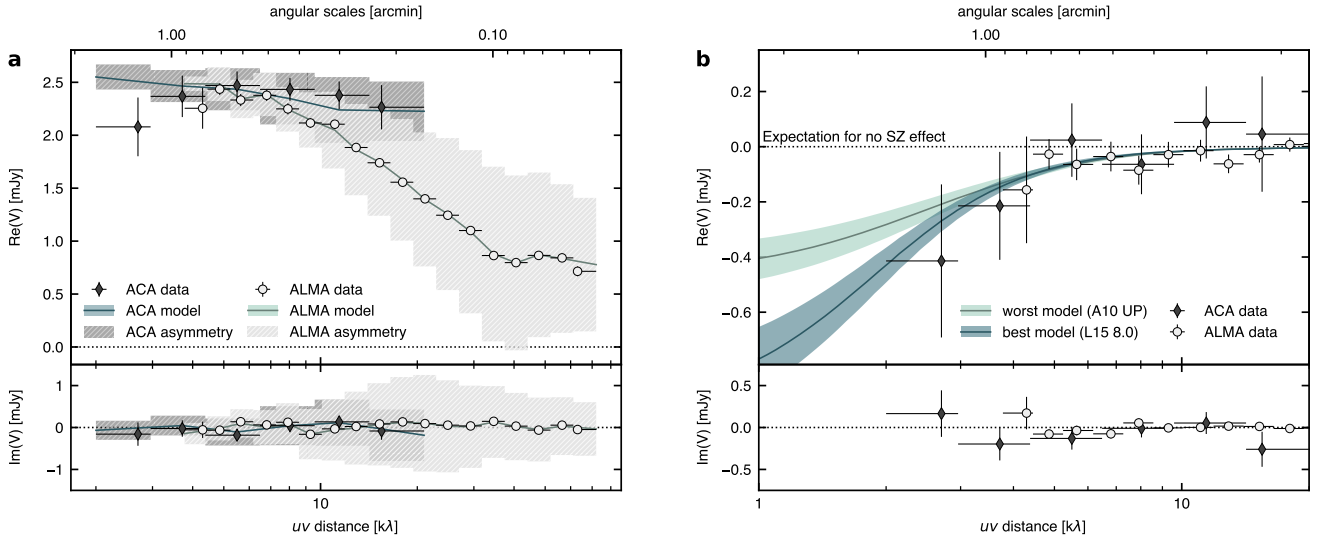 a
angular scales [arcmin]
1.00 0.10
Re(V) [mJy]
2.5
2.0
1.5
1.0
0.5
0.0
ACA data
ACA model
ACA asymmetry
ALMA data
ALMA model
ALMA asymmetry
Im(V) [mJy]
1
0
−1
10
uv distance [kλ]
b
angular scales [arcmin]
1.00
Re(V) [mJy]
0.2
0.0
−0.2
−0.4
−0.6
Expectation for no SZ effect
worst model (A10 UP)
best model (L15 8.0)
ACA data
ALMA data
Im(V) [mJy]
0.5
0.0
−0.5
1 10
uv distance [kλ]